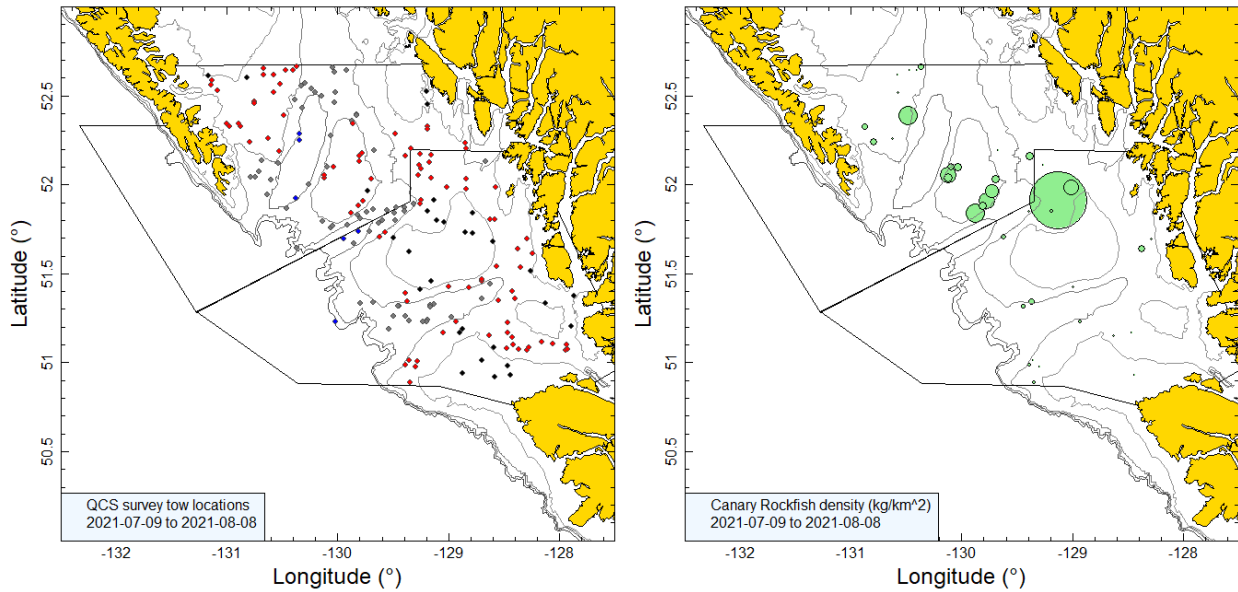 52.5
52
51.5
51
50.5
Latitude (°)
QCS survey tow locations
2021-07-09 to 2021-08-08
-132
-131
-130
-129
-128
Longitude (°)
52.5
52
51.5
51
50.5
Latitude (°)
Canary Rockfish density (kg/km^2)
2021-07-09 to 2021-08-08
-132
-131
-130
-129
-128
Longitude (°)